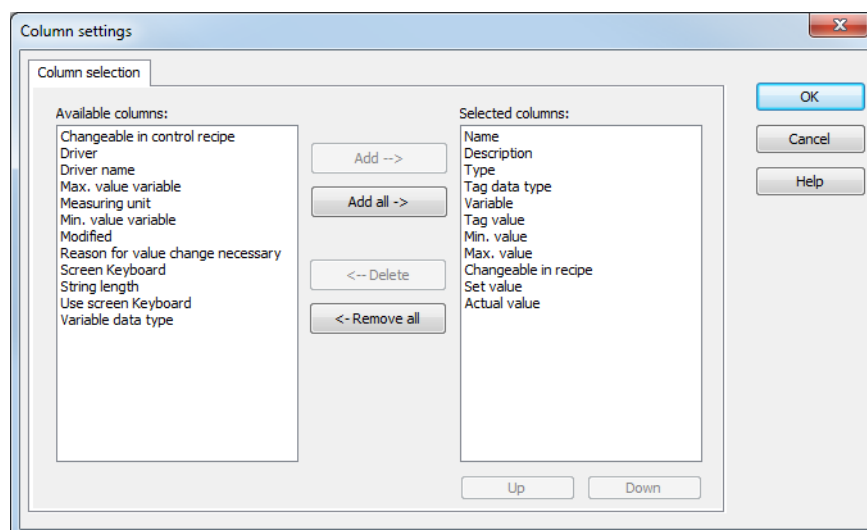 Column settings
Column selection
Available columns:
Changeable in control recipe
Driver
Driver name
Max. value variable
Measuring unit
Min. value variable
Modified
Reason for value change necessary
Screen Keyboard
String length
Use screen Keyboard
Variable data type
Add -->
Add all ->
<-- Delete
<- Remove all
Selected columns:
Name
Description
Type
Tag data type
Variable
Tag value
Min. value
Max. value
Changeable in recipe
Set value
Actual value
Up
Down
OK
Cancel
Help